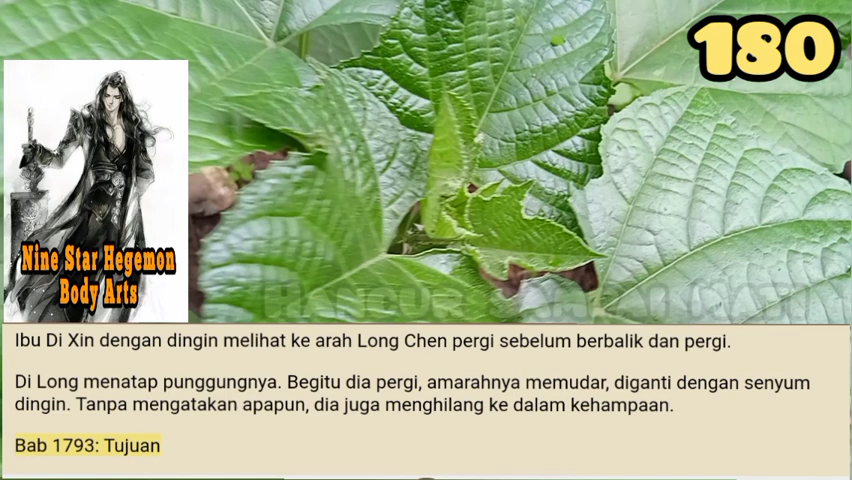 180
Nine Star Hegemon
Body Arts
Ibu Di Xin dengan dingin melihat ke arah Long Chen pergi sebelum berbalik dan pergi.
Di Long menatap punggungnya. Begitu dia pergi, amarahnya memudar, diganti dengan senyum
dingin. Tanpa mengatakan apapun, dia juga menghilang ke dalam kehampaan.
Bab 1793: Tujuan